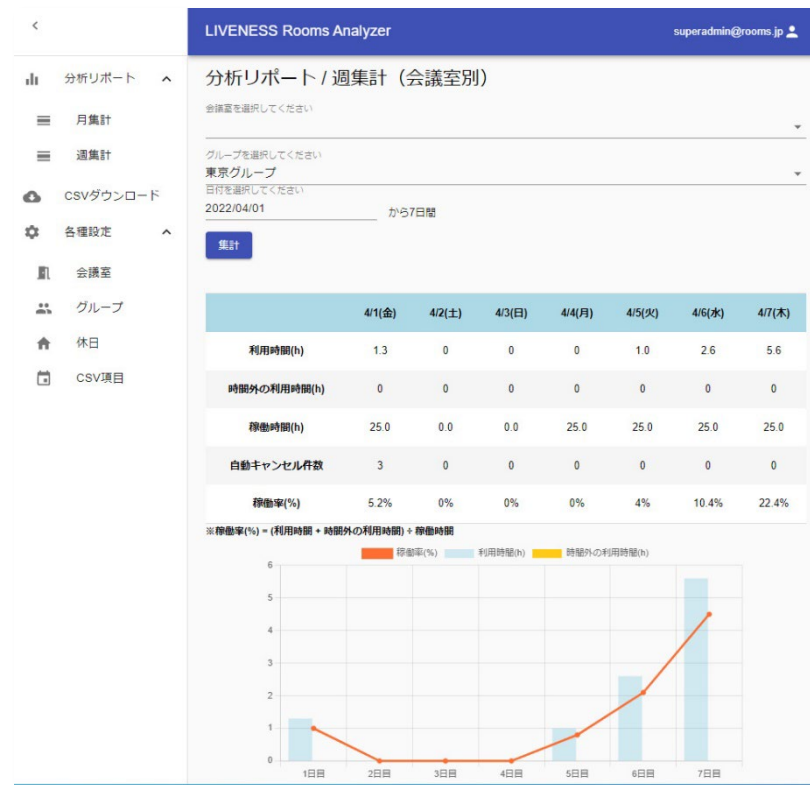 LIVENESS Rooms Analyzer
superadmin@rooms.jp
分析リポート
月集計
週集計
CSVダウンロード
各種設定
会議室
グループ
休日
CSV項目
分析リポート / 週集計（会議室別）
会議室を選択してください
グループを選択してください
東京グループ
日付を選択してください
2022/04/01 から7日間
集計
4/1(金) 4/2(土) 4/3(日) 4/4(月) 4/5(火) 4/6(水) 4/7(木)
利用時間(h) 1.3 0 0 0 1.0 2.6 5.6
時間外の利用時間(h) 0 0 0 0 0 0 0
稼働時間(h) 25.0 0.0 0.0 25.0 25.0 25.0 25.0
自動キャンセル件数 3 0 0 0 0 0 0
稼働率(%) 5.2% 0% 0% 0% 4% 10.4% 22.4%
※稼働率(%) = (利用時間 + 時間外の利用時間) ÷ 稼働時間
稼働率(%) 利用時間(h) 時間外の利用時間(h)
6
5
4
3
2
1
0
1日目 2日目 3日目 4日目 5日目 6日目 7日目